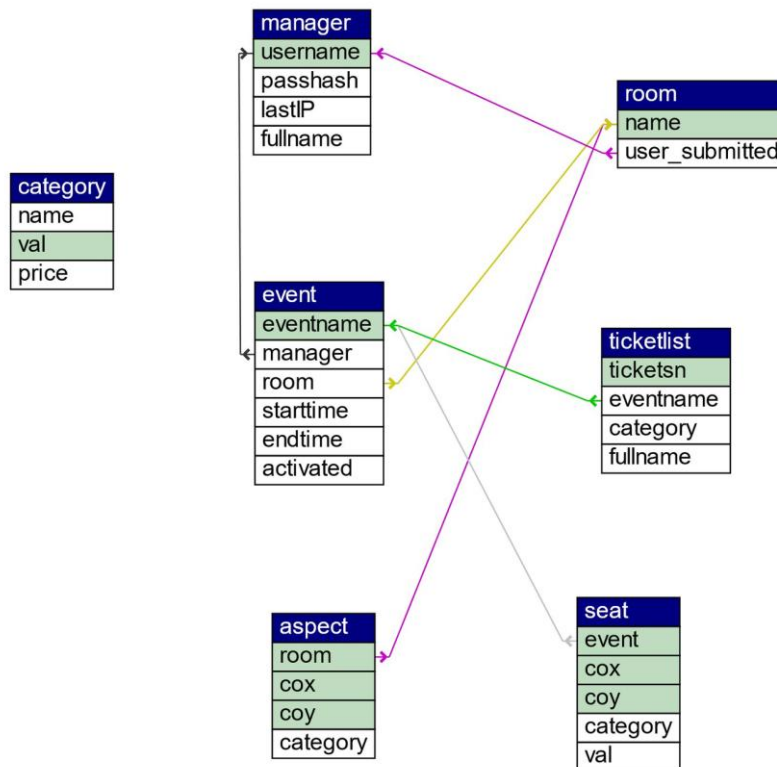 manager
username
passhash
lastIP
fullname
room
name
user_submitted
category
name
val
price
event
eventname
manager
room
starttime
endtime
activated
ticketlist
ticketsn
eventname
category
fullname
aspect
room
cox
coy
category
seat
event
cox
coy
category
val